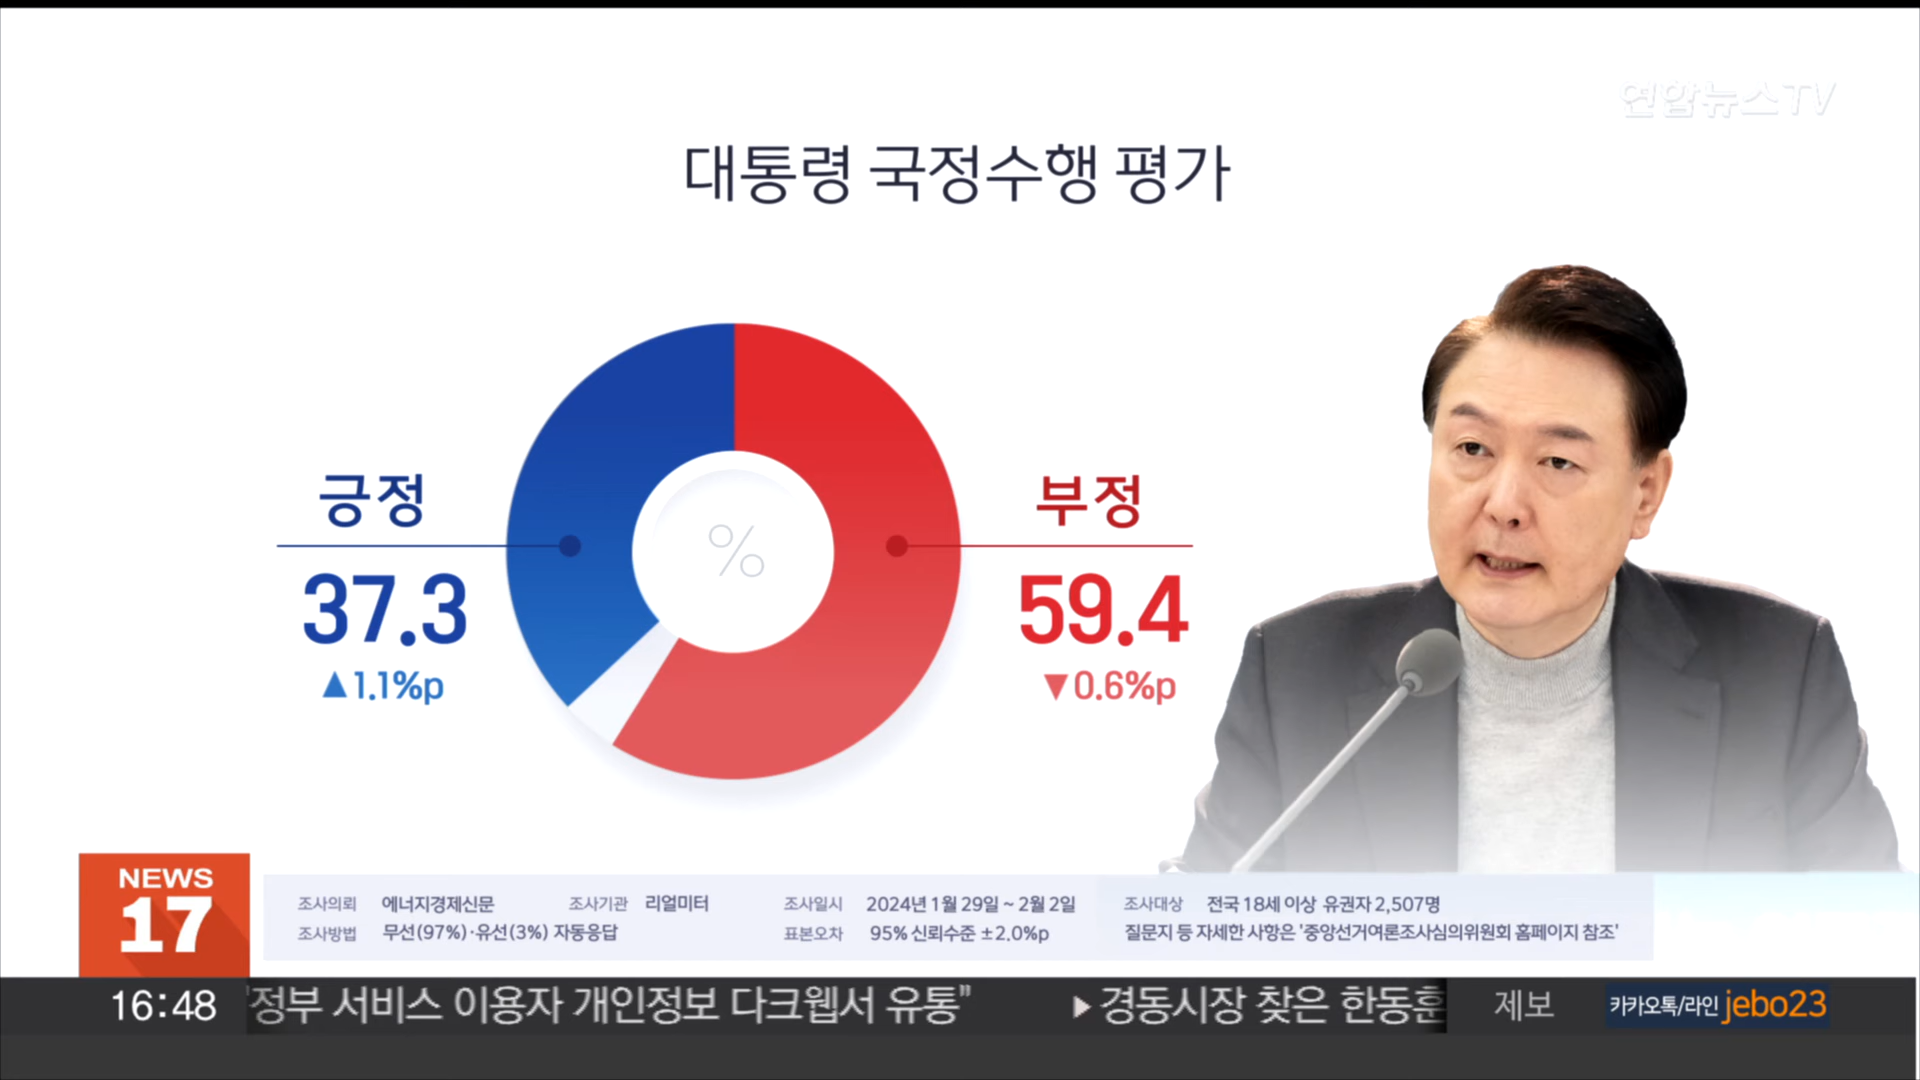 연합뉴스TV
대통령 국정수행 평가
%
긍정
37.3
▲1.1%p
부정
59.4
▼0.6%p
NEWS
17
조사의뢰 에너지경제신문 조사기관 리얼미터 조사일시 2024년 1월 29일 ~ 2월 2일 조사대상 전국 18세 이상 유권자 2,507명
조사방법 무선(97%)·유선(3%) 자동응답 표본오차 95% 신뢰수준 ±2.0%p 질문지 등 자세한 사항은 '중앙선거여론조사심의위원회 홈페이지 참조'
16:48 "정부 서비스 이용자 개인정보 다크웹서 유통" ▶경동시장 찾은 한동훈 제보 카카오톡/라인 jebo23